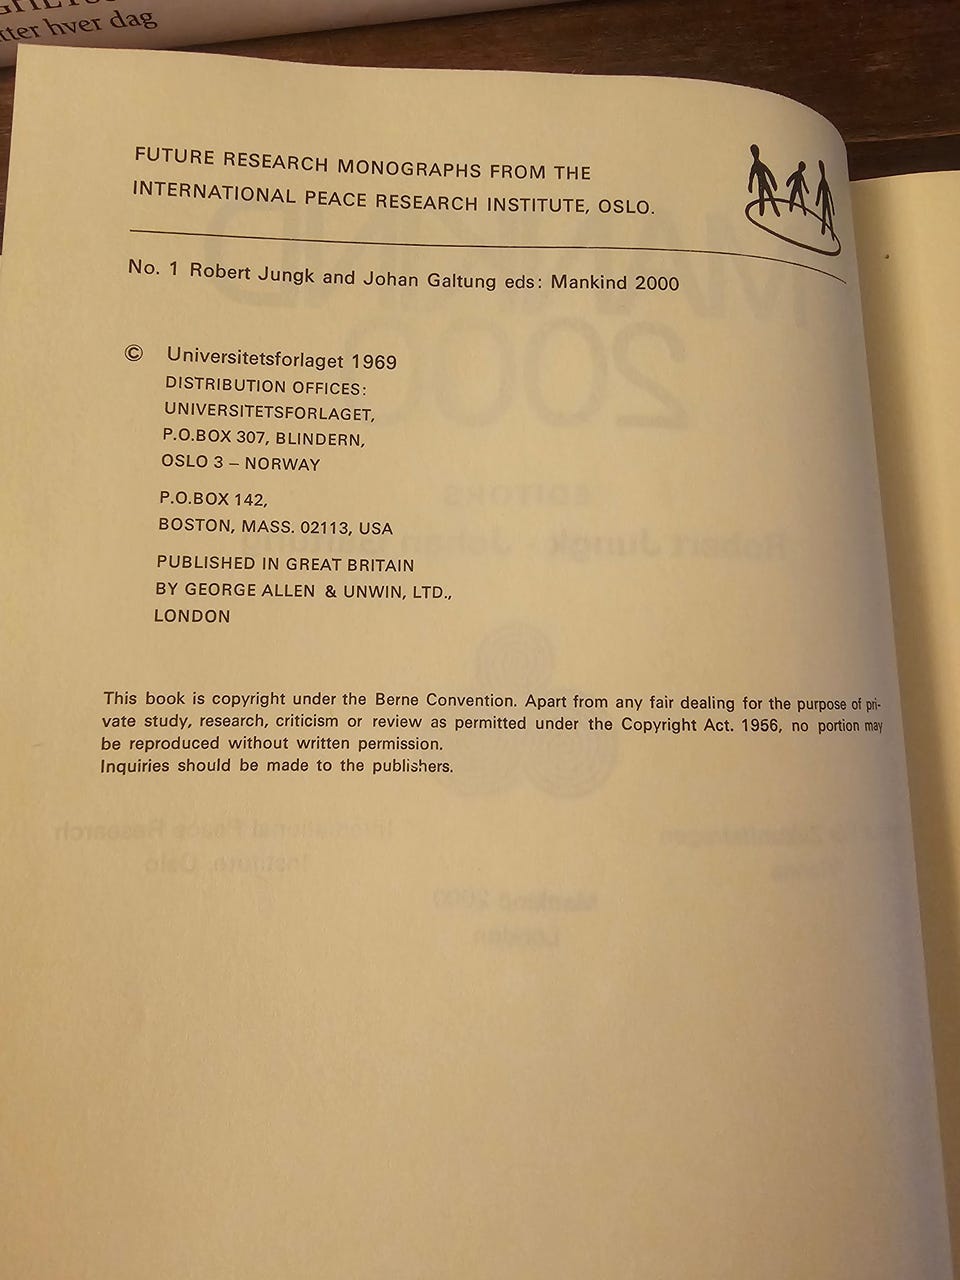 tter hver dag
FUTURE RESEARCH MONOGRAPHS FROM THE
INTERNATIONAL PEACE RESEARCH INSTITUTE, OSLO.
No. 1 Robert Jungk and Johan Galtung eds: Mankind 2000
© Universitetsforlaget 1969
DISTRIBUTION OFFICES:
UNIVERSITETSFORLAGET,
P.O.BOX 307, BLINDERN,
OSLO 3 – NORWAY
P.O.BOX 142,
BOSTON, MASS. 02113, USA
PUBLISHED IN GREAT BRITAIN
BY GEORGE ALLEN & UNWIN, LTD.,
LONDON
This book is copyright under the Berne Convention. Apart from any fair dealing for the purpose of pri-
vate study, research, criticism or review as permitted under the Copyright Act. 1956, no portion may
be reproduced without written permission.
Inquiries should be made to the publishers.